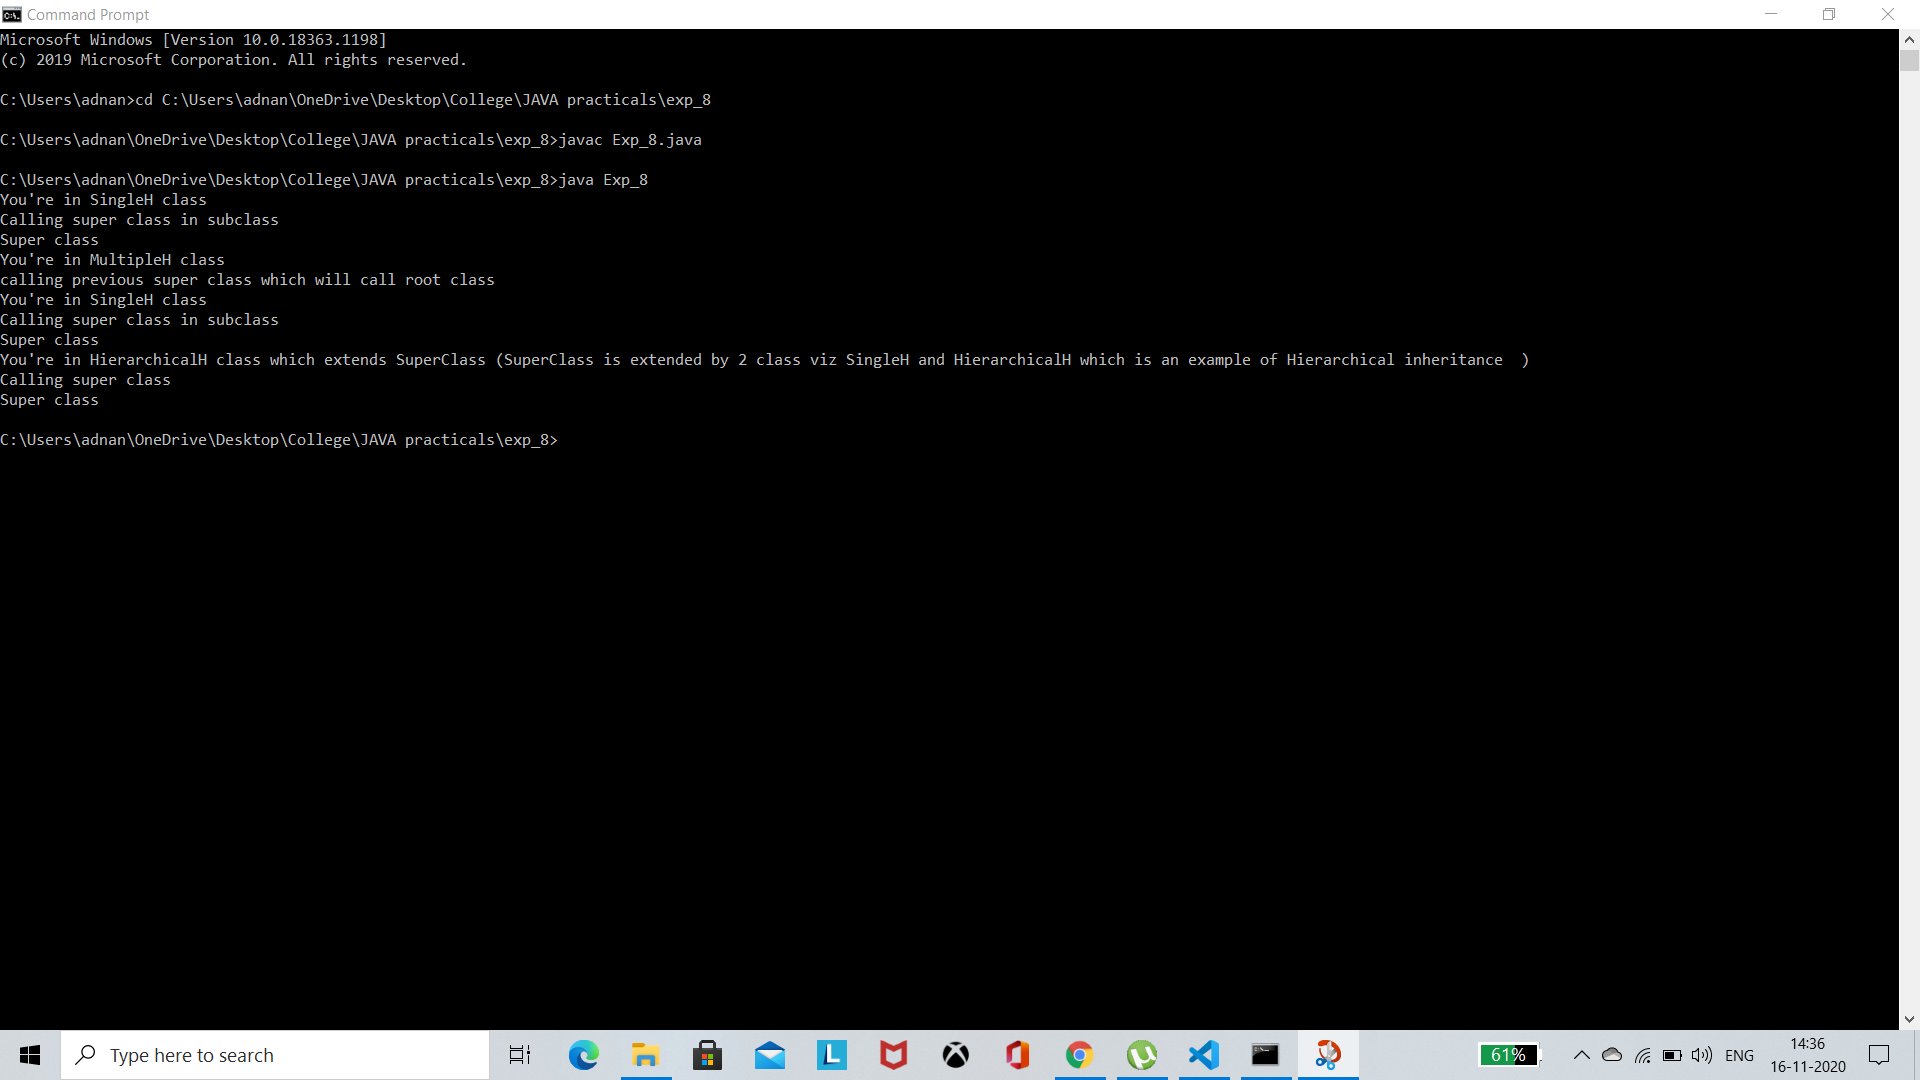 Command Prompt
Microsoft Windows [Version 10.0.18363.1198]
(c) 2019 Microsoft Corporation. All rights reserved.
C:\Users\adnan>cd C:\Users\adnan\OneDrive\Desktop\College\JAVA practicals\exp_8
C:\Users\adnan\OneDrive\Desktop\College\JAVA practicals\exp_8>javac Exp_8.java
C:\Users\adnan\OneDrive\Desktop\College\JAVA practicals\exp_8>java Exp_8
You're in SingleH class
Calling super class in subclass
Super class
You're in MultipleH class
calling previous super class which will call root class
You're in SingleH class
Calling super class in subclass
Super class
You're in HierarchicalH class which extends SuperClass (SuperClass is extended by 2 class viz SingleH and HierarchicalH which is an example of Hierarchical inheritance  )
Calling super class
Super class
C:\Users\adnan\OneDrive\Desktop\College\JAVA practicals\exp_8>
Type here to search
L
61%
ENG
14:36
16-11-2020